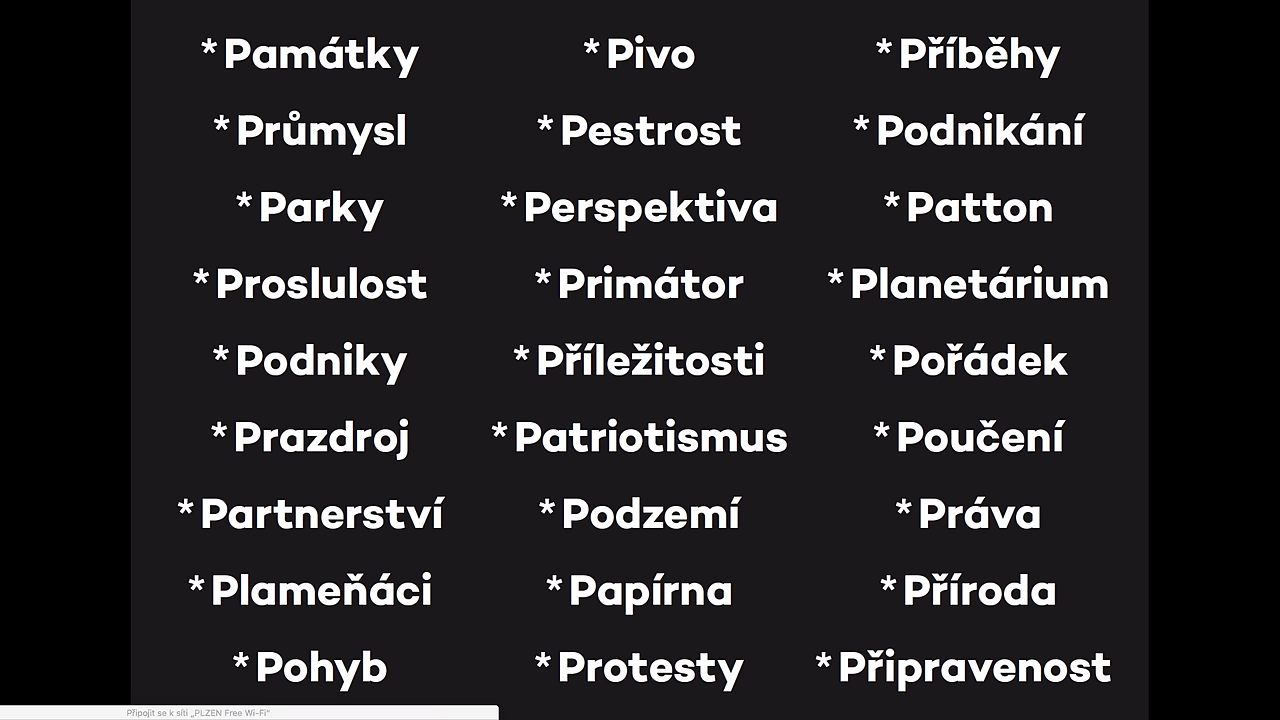 * Památky * Pivo * Příběhy
* Průmysl * Pestrost * Podnikání
* Parky * Perspektiva * Patton
* Proslulost * Primátor * Planetárium
* Podniky * Příležitosti * Pořádek
* Prazdroj * Patriotismus * Poučení
* Partnerství * Podzemí * Práva
* Plameňáci * Papírna * Příroda
* Pohyb * Protesty * Připravenost
Připojit se k síti „PLZEN Free Wi-Fi“